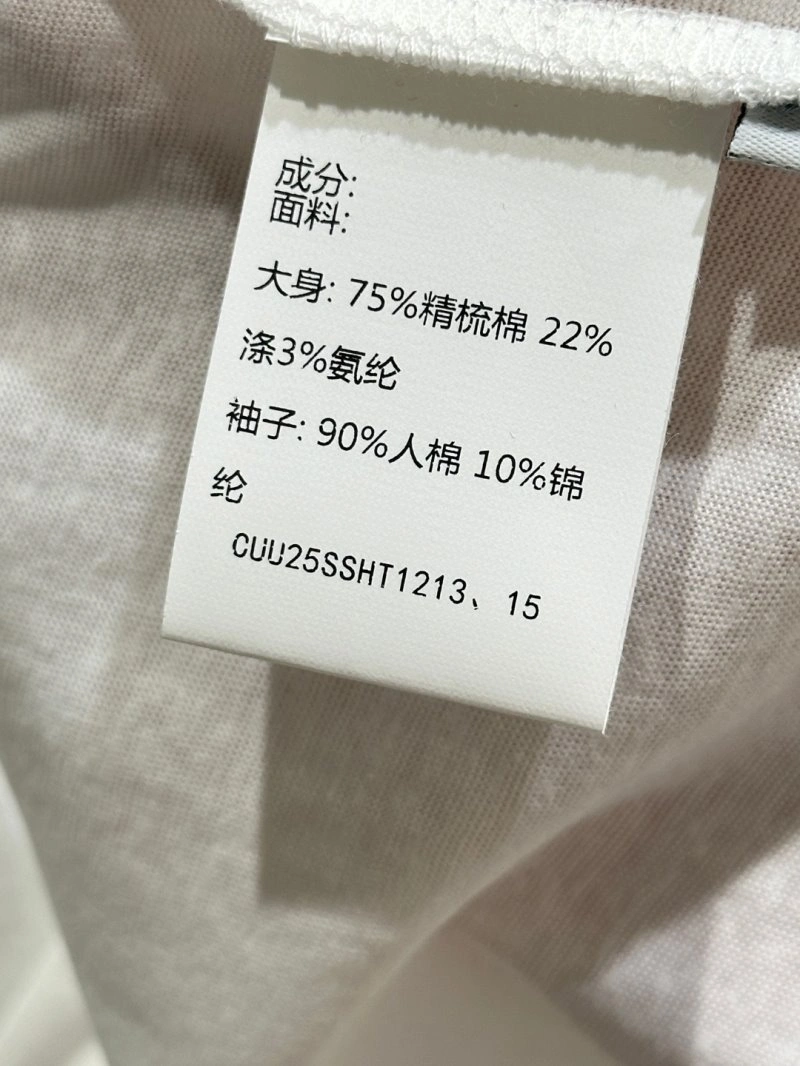 成分:
面料:
大身: 75%精梳棉 22%
涤3%氨纶
袖子: 90%人棉 10%锦
纶
CUU25SSHT1213、15